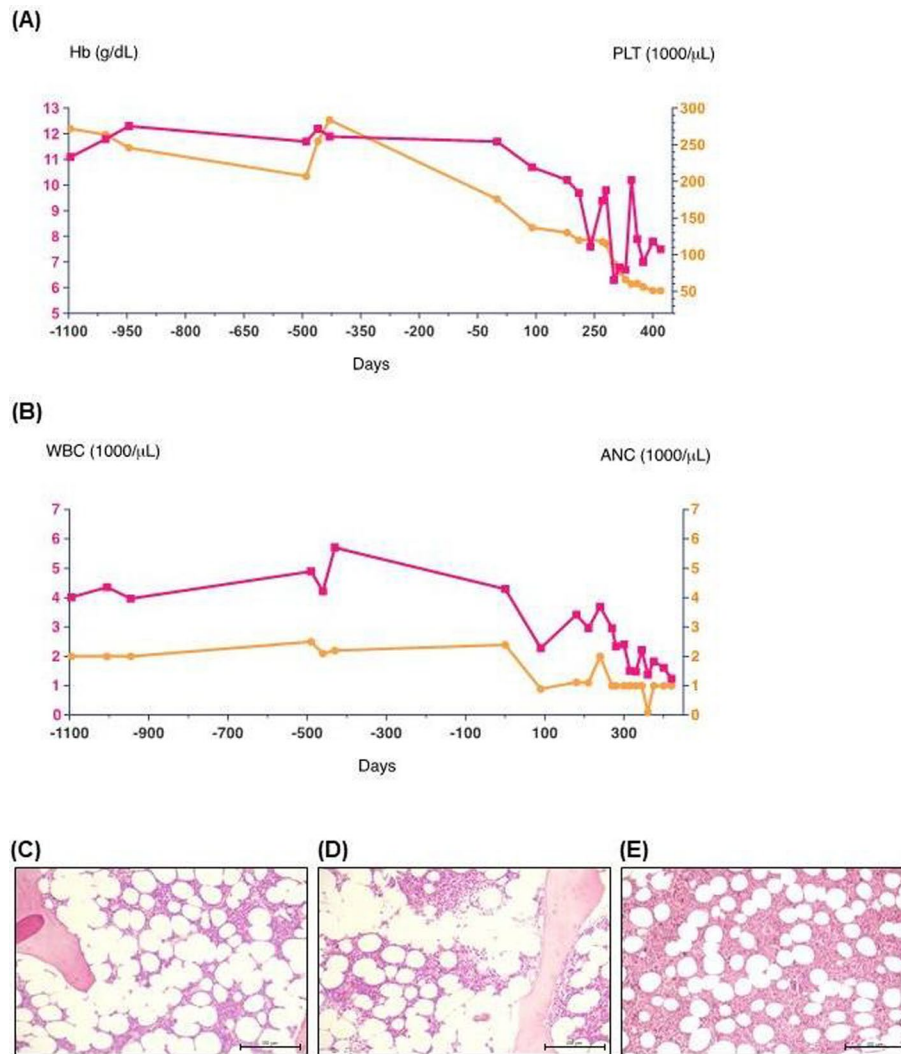 (A)
Hb (g/dL) PLT (1000/μL)
13 300
12 250
11
10 200
9
8 150
7 100
6 50
5
-1100 -950 -800 -650 -500 -350 -200 -50 100 250 400
Days
(B)
WBC (1000/μL) ANC (1000/μL)
7 7
6 6
5 5
4 4
3 3
2 2
1 1
0 0
-1100 -900 -700 -500 -300 -100 100 300
Days
(C) (D) (E)